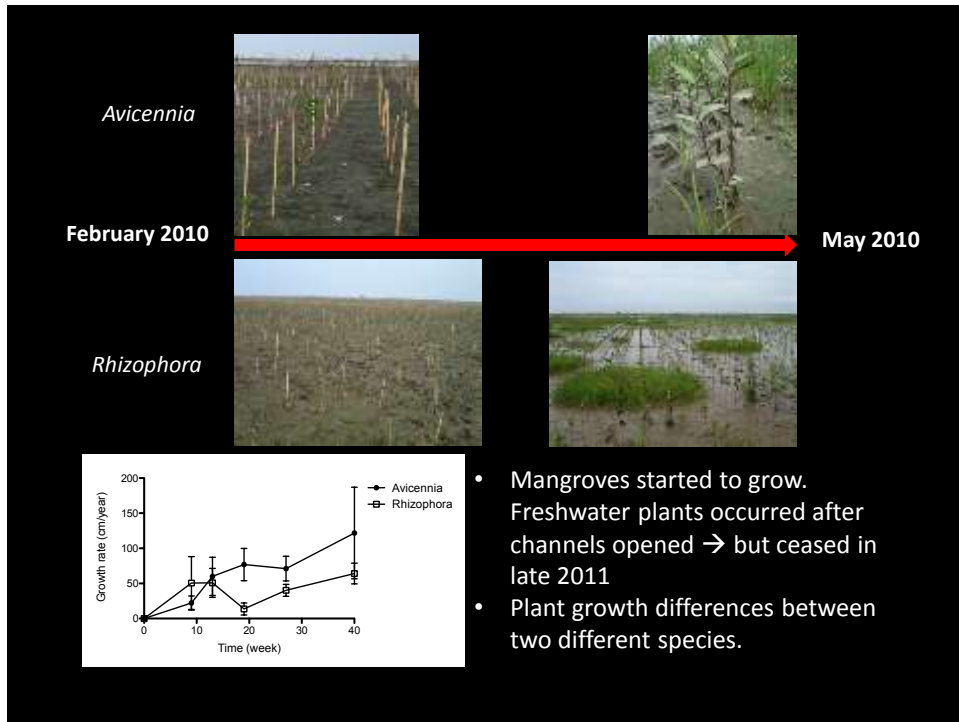 Avicennia
February 2010
May 2010
Rhizophora
200
150
100
50
0
Growth rate (cm/year)
0
10
20
30
40
Time (week)
Avicennia
Rhizophora
• Mangroves started to grow.
Freshwater plants occurred after
channels opened → but ceased in
late 2011
• Plant growth differences between
two different species.